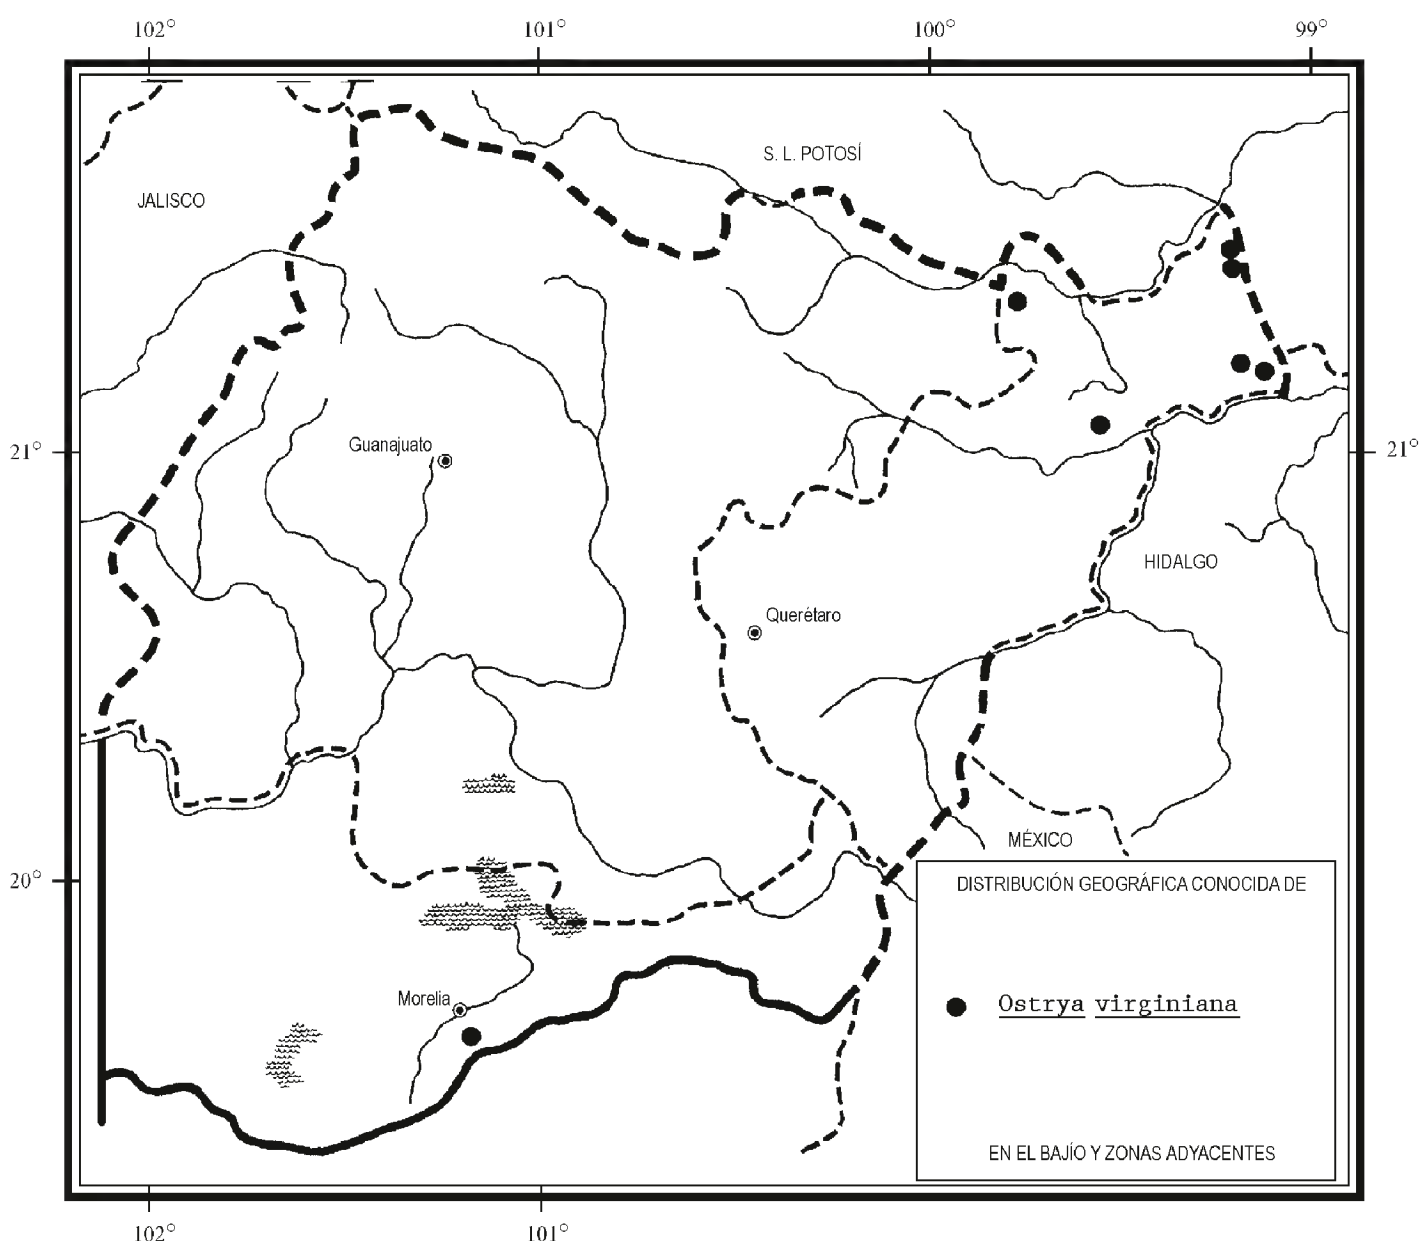 102° 101° 100° 99°
S. L. POTOSÍ
JALISCO
Guanajuato
21° 21°
HIDALGO
Querétaro
MÉXICO
20°
DISTRIBUCIÓN GEOGRÁFICA CONOCIDA DE
Morelia
Ostrya virginiana
EN EL BAJÍO Y ZONAS ADYACENTES
102° 101°